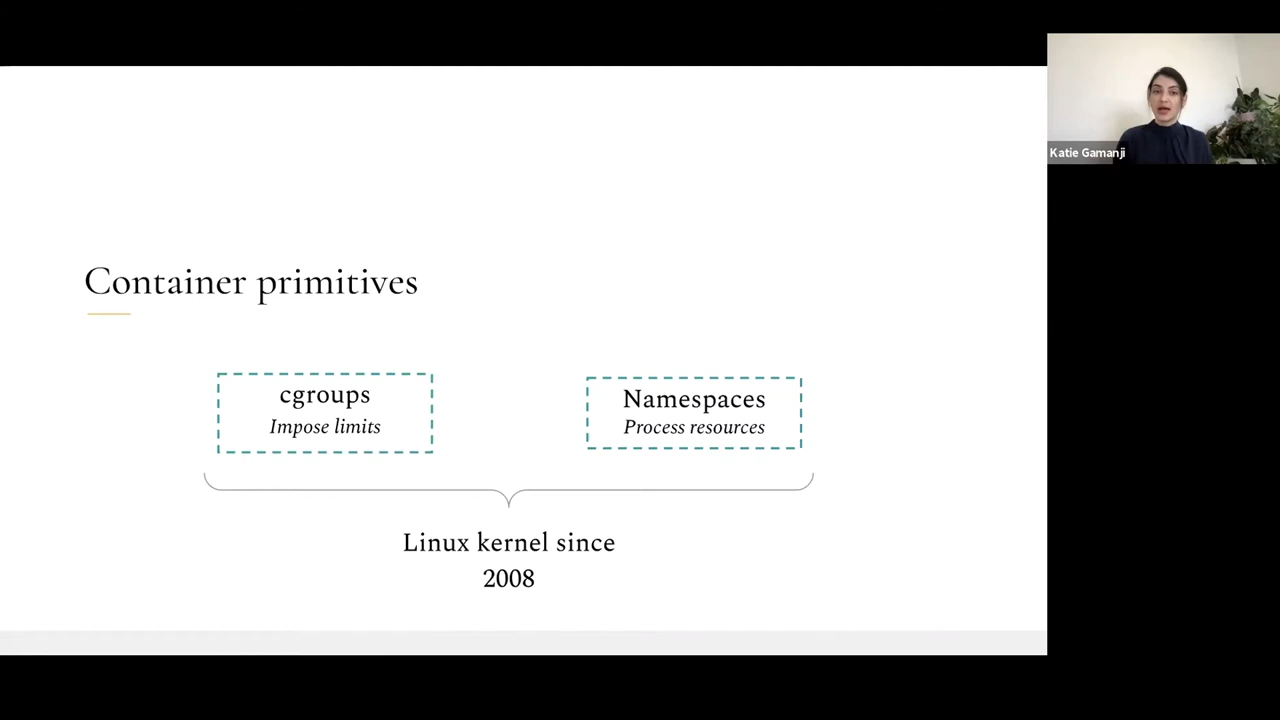 Katie Gamanji
Container primitives
cgroups
Impose limits
Namespaces
Process resources
Linux kernel since
2008